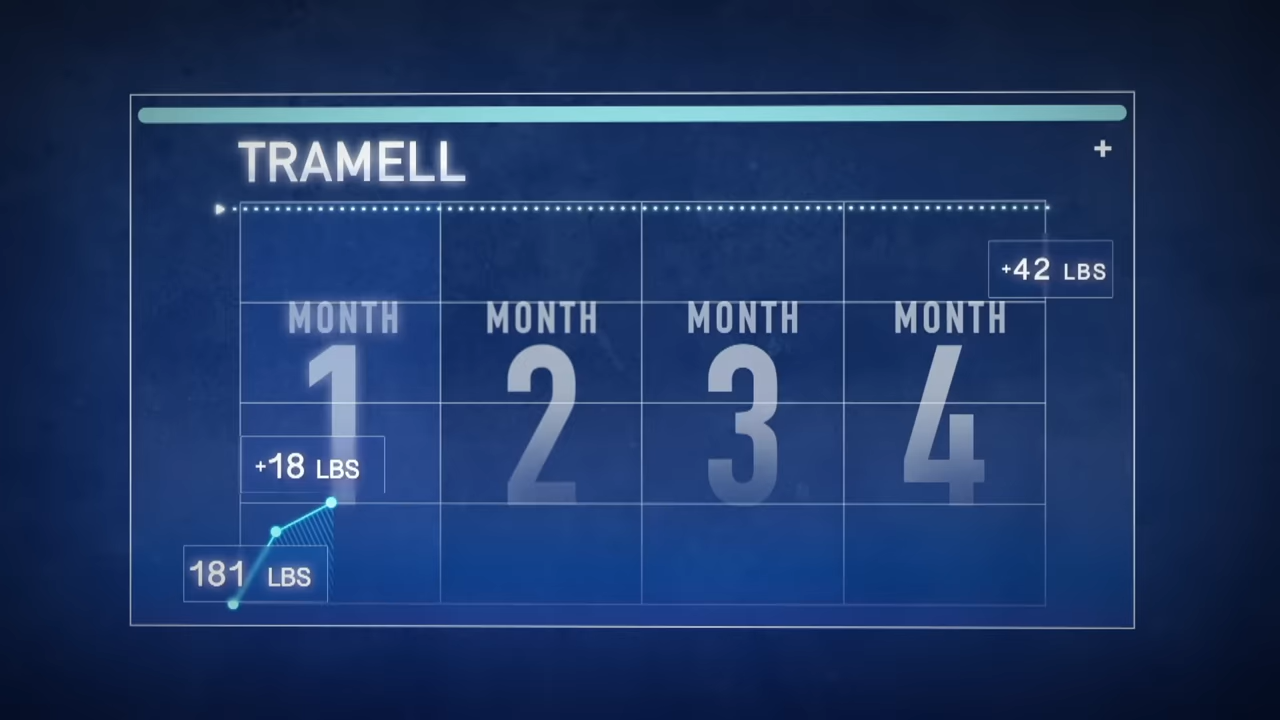 TRAMELL
+
+42 LBS
MONTH MONTH MONTH MONTH
1 2 3 4
+18 LBS
181 LBS